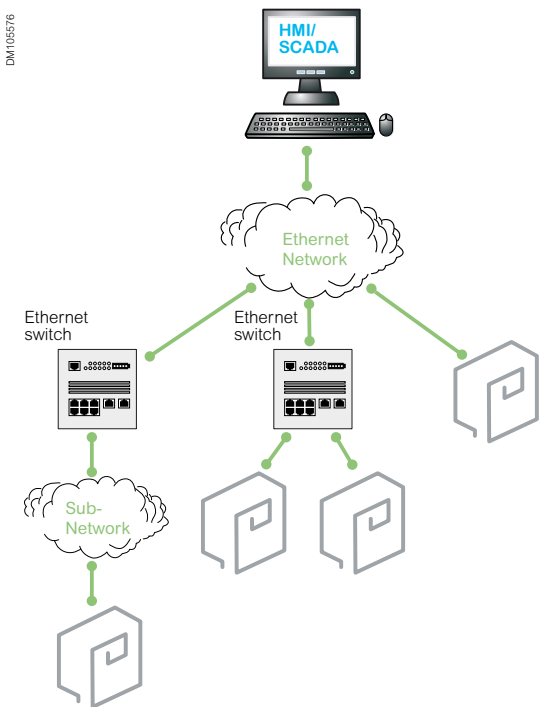 DM105576
HMI/
SCADA
Ethernet
Network
Ethernet
switch
Ethernet
switch
Sub-
Network